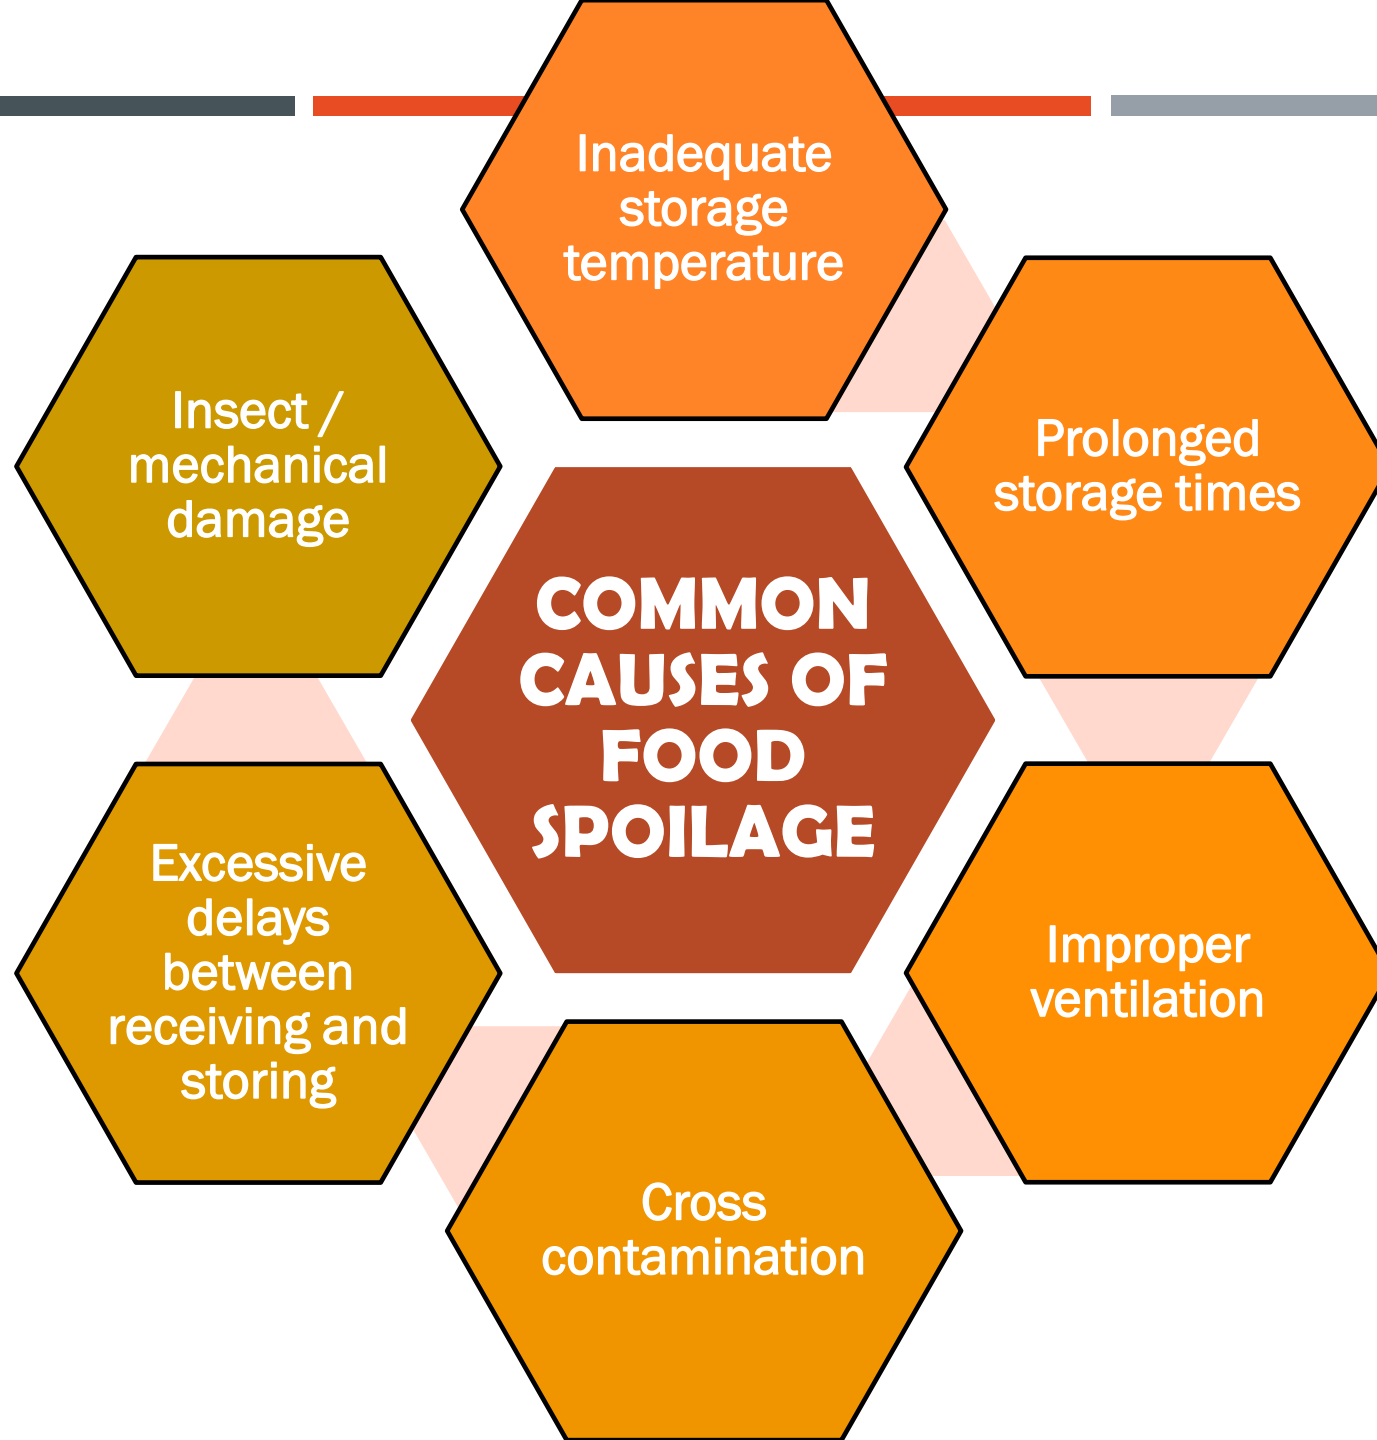 Inadequate
storage
temperature
Prolonged
storage times
Improper
ventilation
Cross
contamination
Excessive
delays
between
receiving and
storing
Insect /
mechanical
damage
COMMON
CAUSES OF
FOOD
SPOILAGE